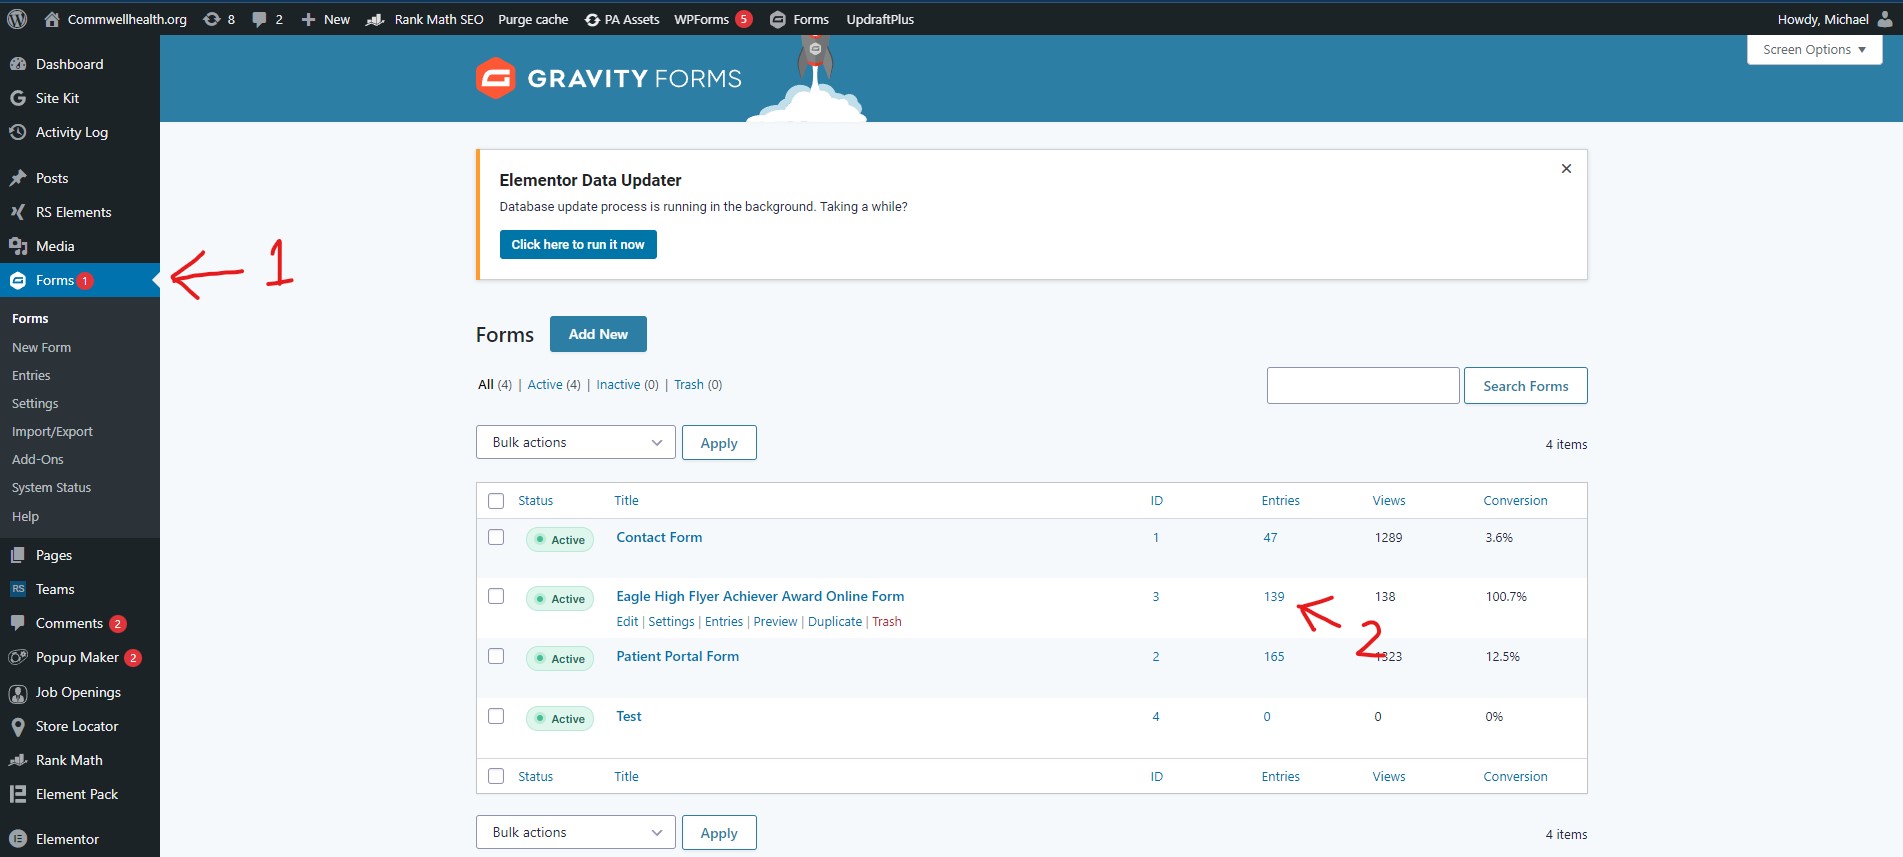 Commwellhealth.org 8 2 New Rank Math SEO Purge cache PA Assets WPForms 5 Forms UpdraftPlus Howdy, Michael
Screen Options
Dashboard
Site Kit
Activity Log
Posts
RS Elements
Media
Forms 1
Forms
New Form
Entries
Settings
Import/Export
Add-Ons
System Status
Help
Pages
RS Teams
Comments 2
Popup Maker 2
Job Openings
Store Locator
Rank Math
Element Pack
Elementor
1
GRAVITY FORMS
Elementor Data Updater
Database update process is running in the background. Taking a while?
Click here to run it now
Forms Add New
All (4) | Active (4) | Inactive (0) | Trash (0)
Search Forms
Bulk actions Apply
4 items
Status Title ID Entries Views Conversion
Active Contact Form 1 47 1289 3.6%
Active Eagle High Flyer Achiever Award Online Form 3 139 138 100.7%
Edit | Settings | Entries | Preview | Duplicate | Trash
2
Active Patient Portal Form 2 165 1323 12.5%
Active Test 4 0 0 0%
Status Title ID Entries Views Conversion
Bulk actions Apply
4 items